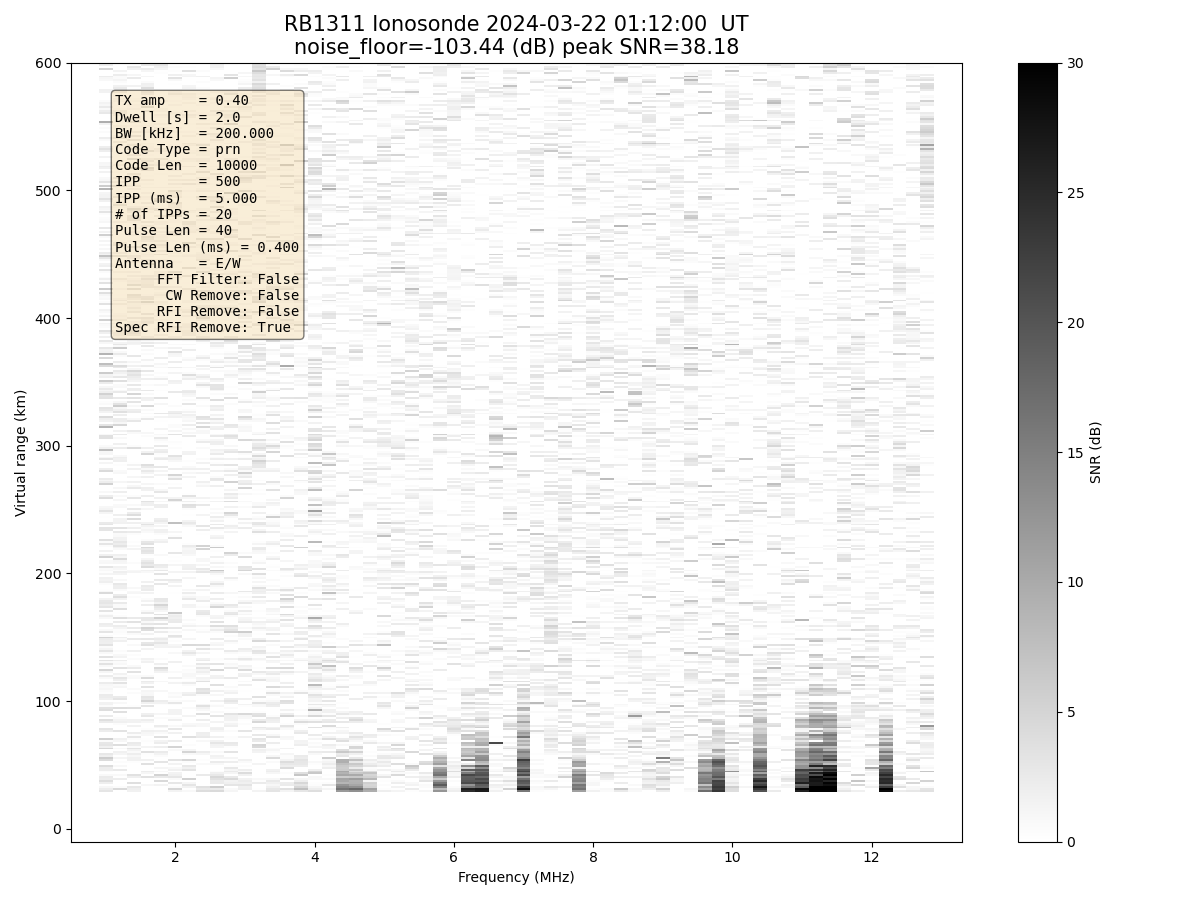 RB1311 Ionosonde 2024-03-22 01:12:00  UT
noise_floor=-103.44 (dB) peak SNR=38.18
600
500
400
300
200
100
0
Virtual range (km)
TX amp    = 0.40
Dwell [s] = 2.0
BW [kHz]  = 200.000
Code Type = prn
Code Len  = 10000
IPP       = 500
IPP (ms)  = 5.000
# of IPPs = 20
Pulse Len = 40
Pulse Len (ms) = 0.400
Antenna   = E/W
FFT Filter: False
CW Remove: False
RFI Remove: False
Spec RFI Remove: True
2 4 6 8 10 12
Frequency (MHz)
30
25
20
15
10
5
0
SNR (dB)